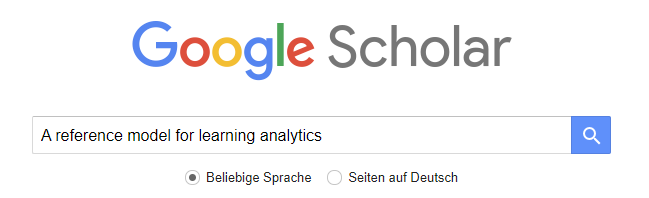 Google Scholar
A reference model for learning analytics
Beliebige Sprache Seiten auf Deutsch